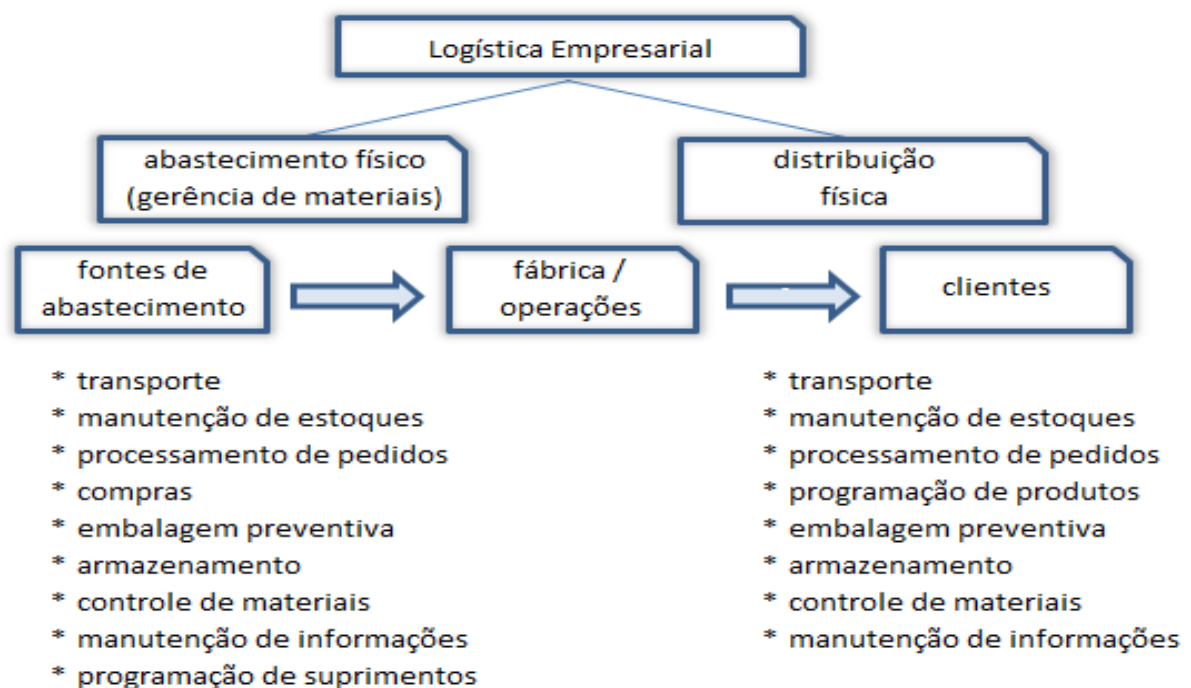 Logística Empresarial
abastecimento físico
(gerência de materiais)
distribuição
física
fontes de
abastecimento
fábrica /
operações
clientes
* transporte
* manutenção de estoques
* processamento de pedidos
* compras
* embalagem preventiva
* armazenamento
* controle de materiais
* manutenção de informações
* programação de suprimentos
* transporte
* manutenção de estoques
* processamento de pedidos
* programação de produtos
* embalagem preventiva
* armazenamento
* controle de materiais
* manutenção de informações